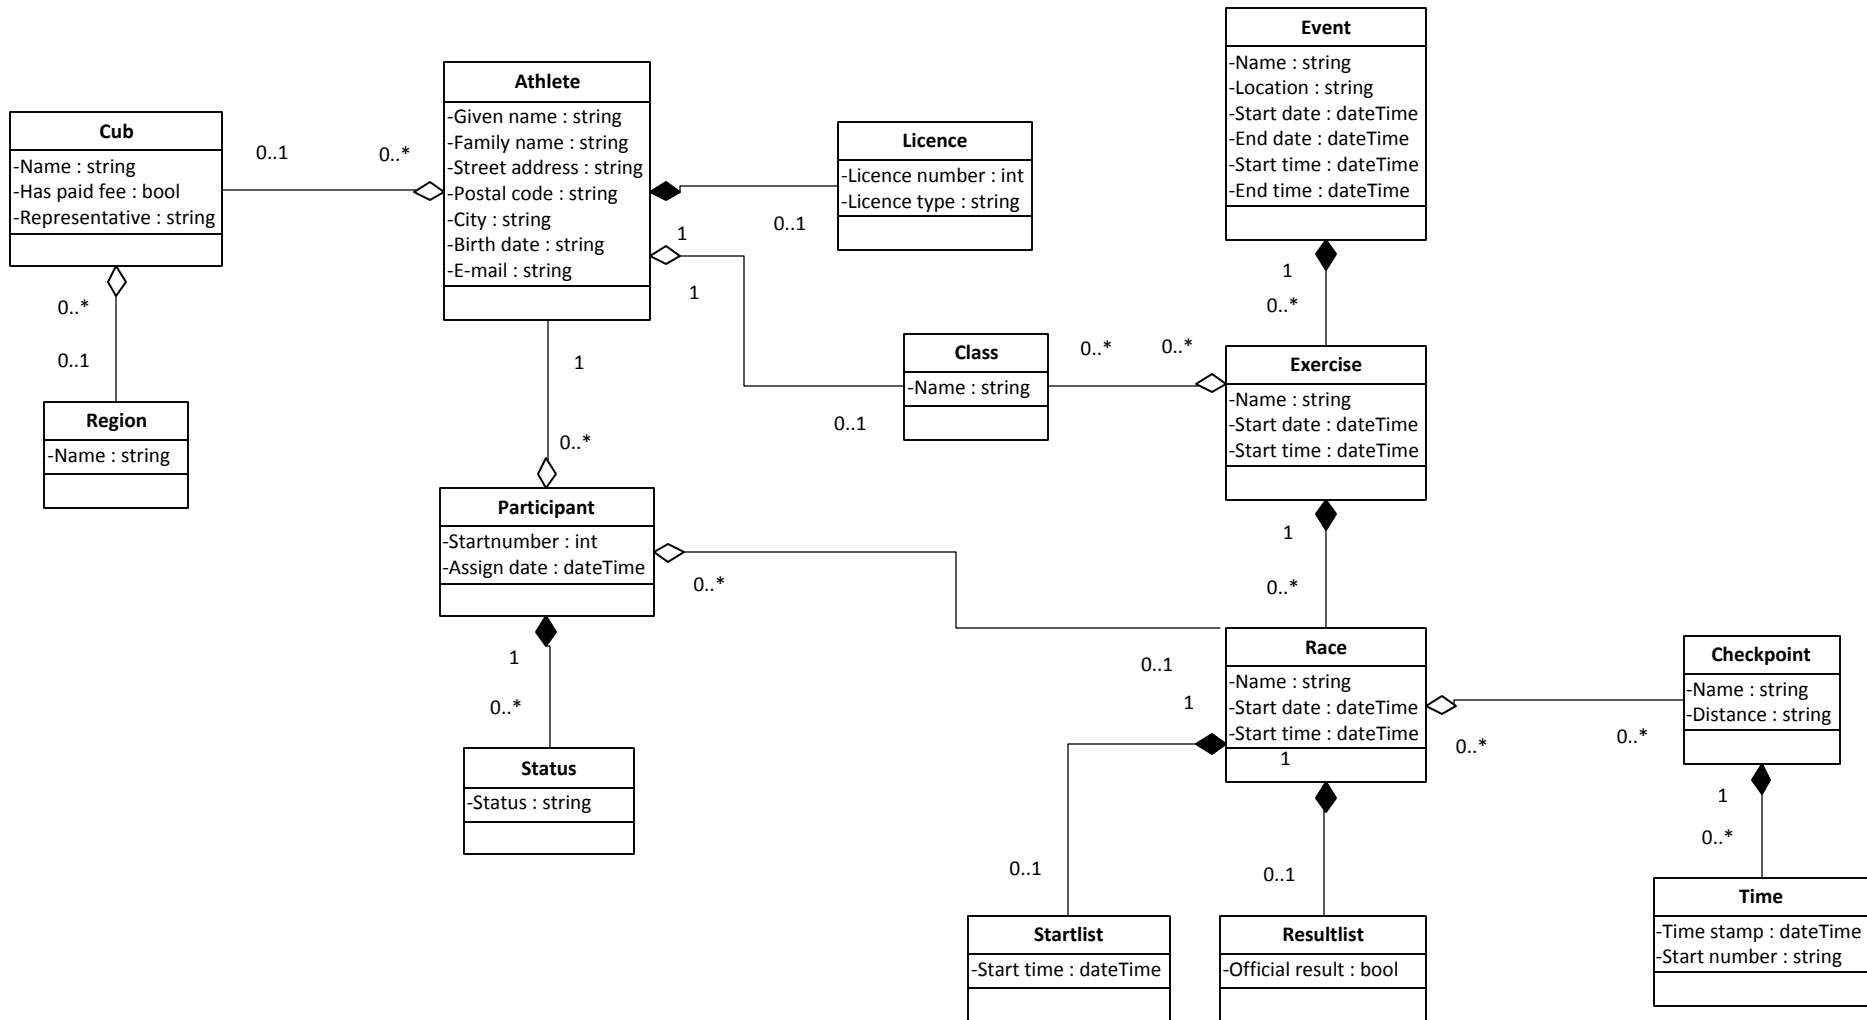 Event
-Name : string
-Location : string
-Start date : dateTime
-End date : dateTime
-Start time : dateTime
-End time : dateTime
Athlete
-Given name : string
-Family name : string
-Street address : string
-Postal code : string
-City : string
-Birth date : string
-E-mail : string
Cub
-Name : string
-Has paid fee : bool
-Representative : string
0..1
0..*
Licence
-Licence number : int
-Licence type : string
0..1
1
1
0..1
1
0..*
0..*
0..1
Region
-Name : string
Class
-Name : string
0..*
0..*
Exercise
-Name : string
-Start date : dateTime
-Start time : dateTime
1
0..*
Participant
-Startnumber : int
-Assign date : dateTime
0..*
1
0..*
1
0..*
0..1
1
Race
-Name : string
-Start date : dateTime
-Start time : dateTime
1
Checkpoint
-Name : string
-Distance : string
0..*
0..*
Status
-Status : string
1
0..*
0..1
0..1
Startlist
-Start time : dateTime
Resultlist
-Official result : bool
Time
-Time stamp : dateTime
-Start number : string